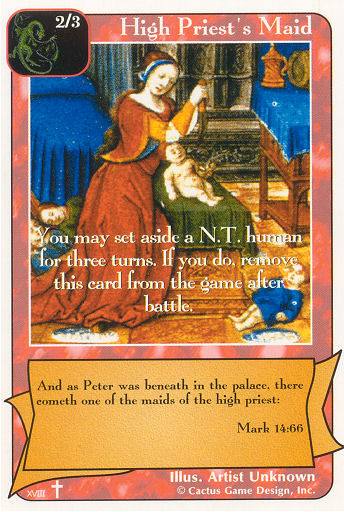 2/3
High Priest's Maid
You may set aside a N.T. human
for three turns. If you do, remove
this card from the game after
battle.
And as Peter was beneath in the palace, there
cometh one of the maids of the high priest:
Mark 14:66
Illus. Artist Unknown
XVIII
© Cactus Game Design, Inc.